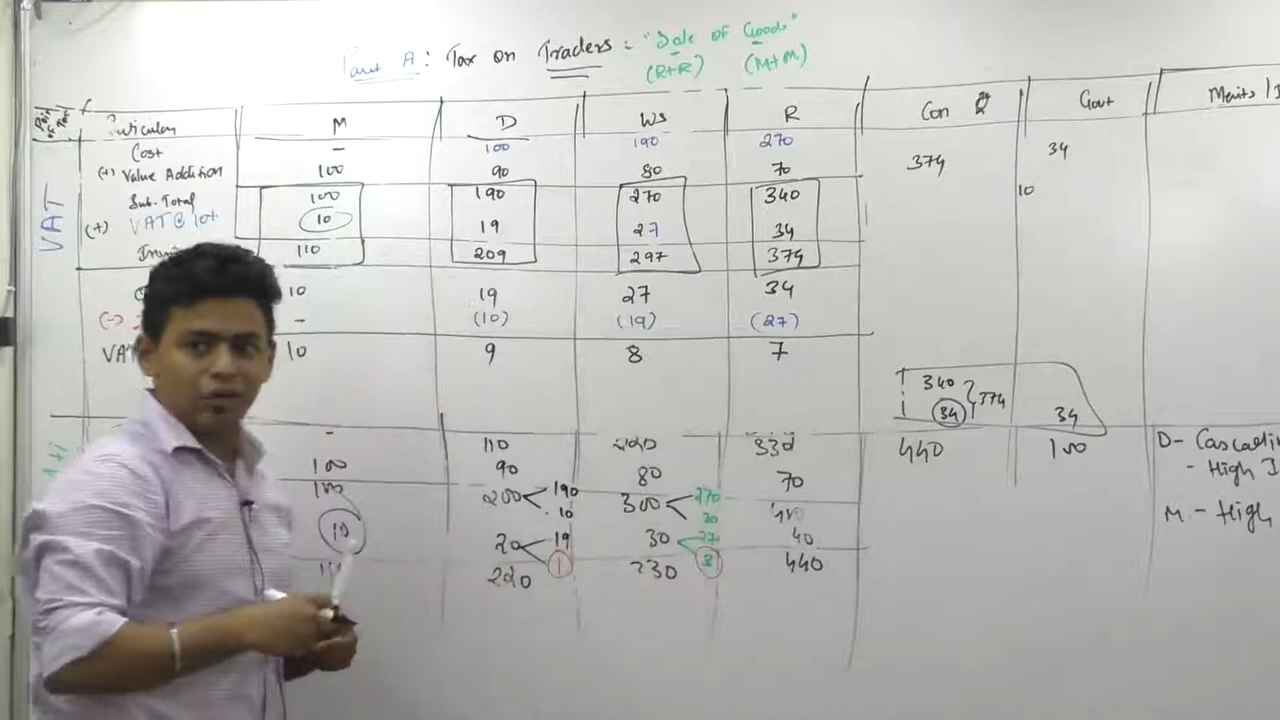 Part A : Tax on Traders : "Sale of Goods"
(R+R) (M+M)
M D WS R Con Govt Merits /
Cost - 100 190 270
(+) Value Addition 100 90 80 70 374 34
Sub-Total 100 190 270 340 10
(+) VAT @ 10% 10 19 27 34
110 209 297 374
10 19 27 34
(-) - (10) (19) (27)
VAT 10 9 8 7
VAT
340 374
34 34
- 110 220 330 440 100 D- Cascadin
100 90 80 70 - High
100 200 190 300 270
10 30 M - High
10 20 19 30 27 40
1 3
220 330 440